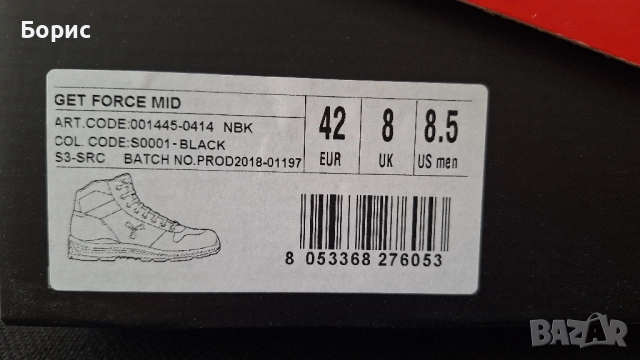 Борис
GET FORCE MID
ART.CODE:001445-0414 NBK
COL. CODE:S0001-BLACK
S3-SRC BATCH NO.PROD2018-01197
42
EUR
8
UK
8.5
US men
8 053368 276053
BAZAR